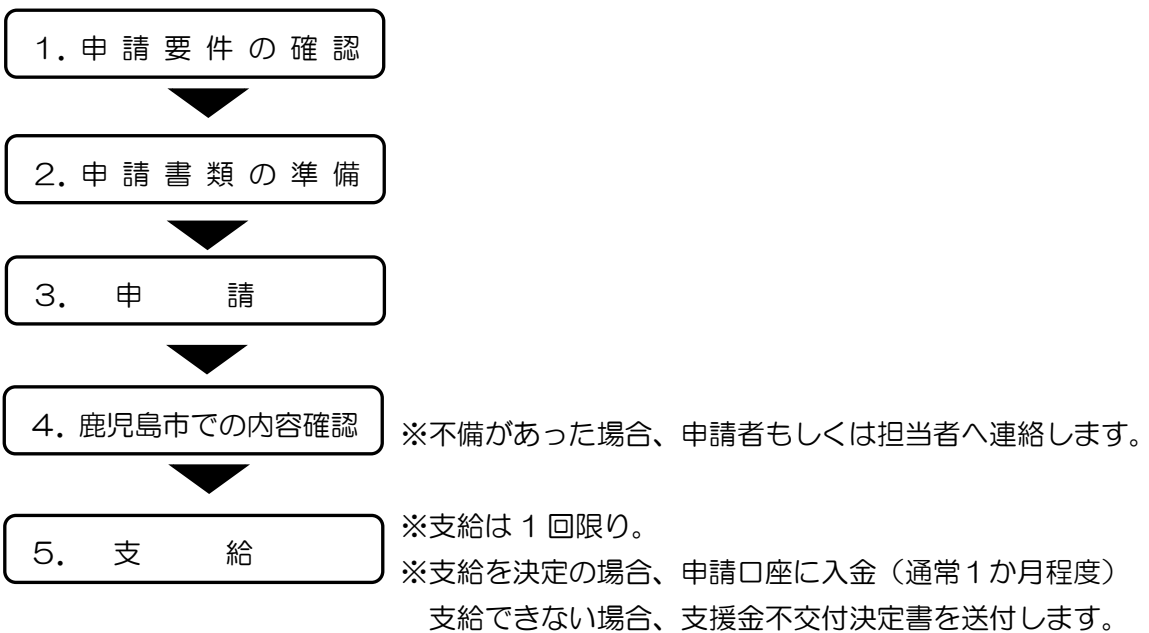 １．申 請 要 件 の 確 認
２．申 請 書 類 の 準 備
３．　申　　　請
４．鹿児島市での内容確認
※不備があった場合、申請者もしくは担当者へ連絡します。
５．　支　　　給
※支給は１回限り。
※支給を決定の場合、申請口座に入金（通常１か月程度）
支給できない場合、支援金不交付決定書を送付します。